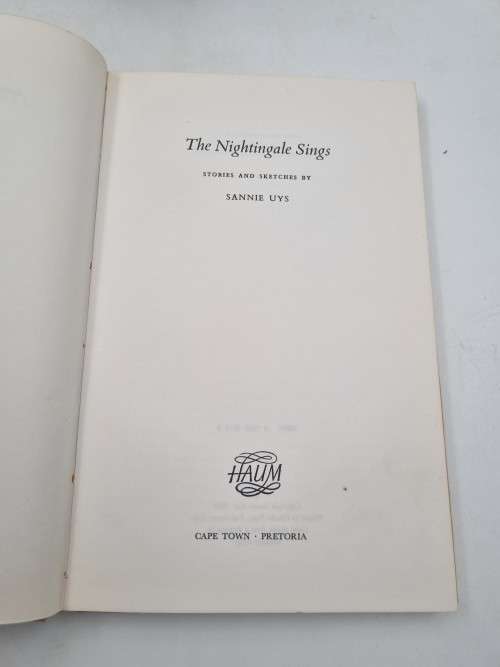 The Nightingale Sings
STORIES AND SKETCHES BY
SANNIE UYS
HAUM
CAPE TOWN · PRETORIA